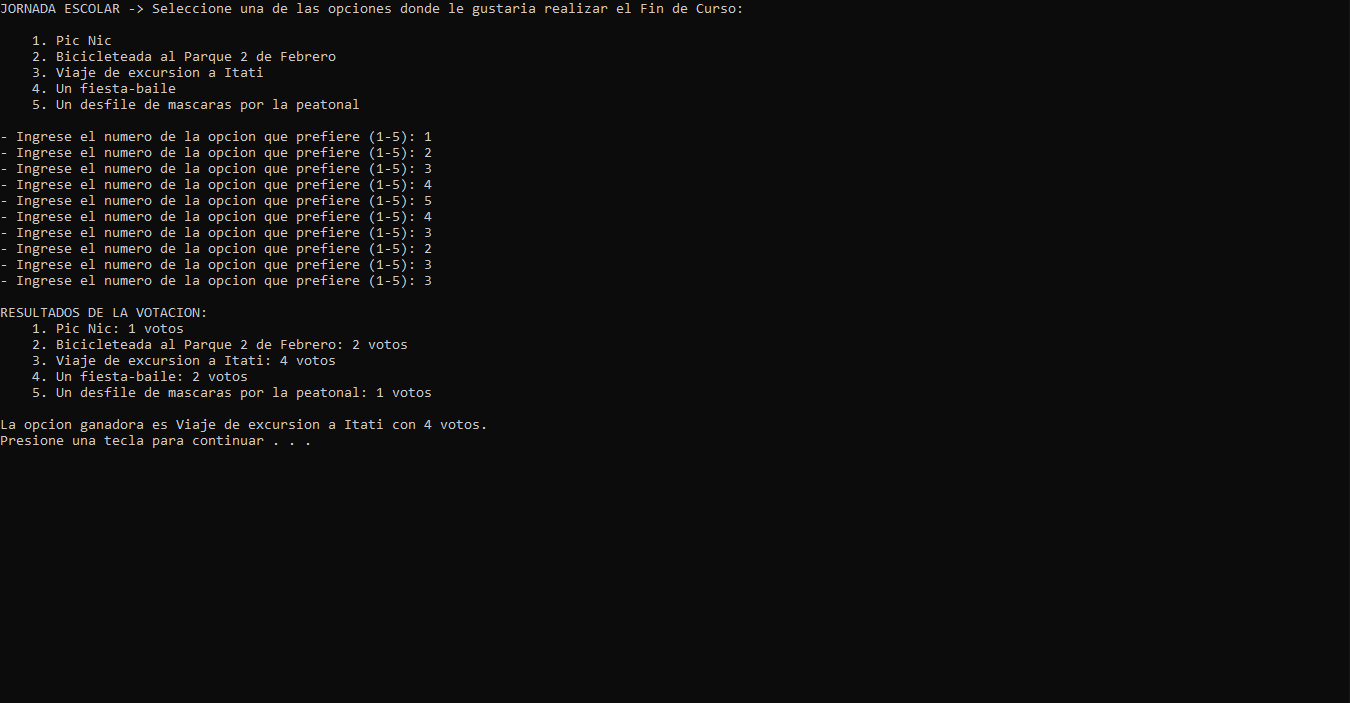 JORNADA ESCOLAR -> Seleccione una de las opciones donde le gustaria realizar el Fin de Curso:
1. Pic Nic
2. Bicicleteada al Parque 2 de Febrero
3. Viaje de excursion a Itati
4. Un fiesta-baile
5. Un desfile de mascaras por la peatonal
- Ingrese el numero de la opcion que prefiere (1-5): 1
- Ingrese el numero de la opcion que prefiere (1-5): 2
- Ingrese el numero de la opcion que prefiere (1-5): 3
- Ingrese el numero de la opcion que prefiere (1-5): 4
- Ingrese el numero de la opcion que prefiere (1-5): 5
- Ingrese el numero de la opcion que prefiere (1-5): 4
- Ingrese el numero de la opcion que prefiere (1-5): 3
- Ingrese el numero de la opcion que prefiere (1-5): 2
- Ingrese el numero de la opcion que prefiere (1-5): 3
- Ingrese el numero de la opcion que prefiere (1-5): 3
RESULTADOS DE LA VOTACION:
1. Pic Nic: 1 votos
2. Bicicleteada al Parque 2 de Febrero: 2 votos
3. Viaje de excursion a Itati: 4 votos
4. Un fiesta-baile: 2 votos
5. Un desfile de mascaras por la peatonal: 1 votos
La opcion ganadora es Viaje de excursion a Itati con 4 votos.
Presione una tecla para continuar . . .